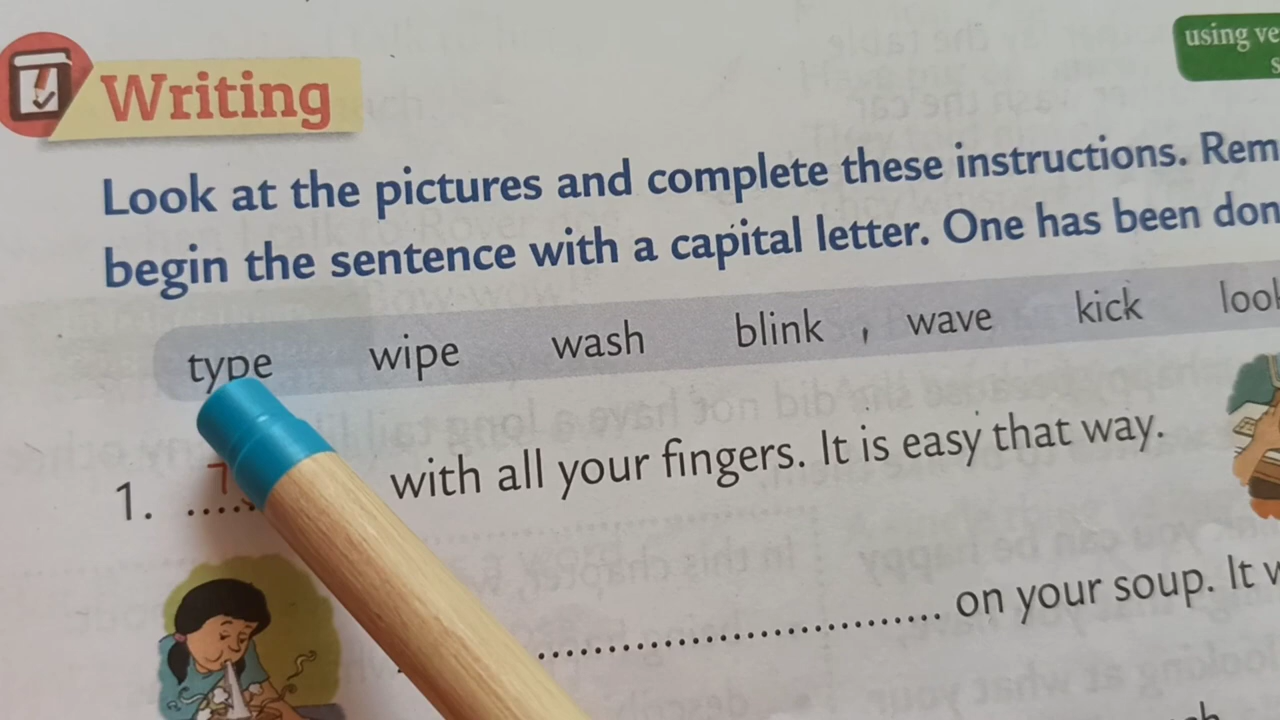 Writing
using ve
s
Look at the pictures and complete these instructions. Rem
begin the sentence with a capital letter. One has been don
type wipe wash blink , wave kick look
1. ..... with all your fingers. It is easy that way.
.............................. on your soup. It w